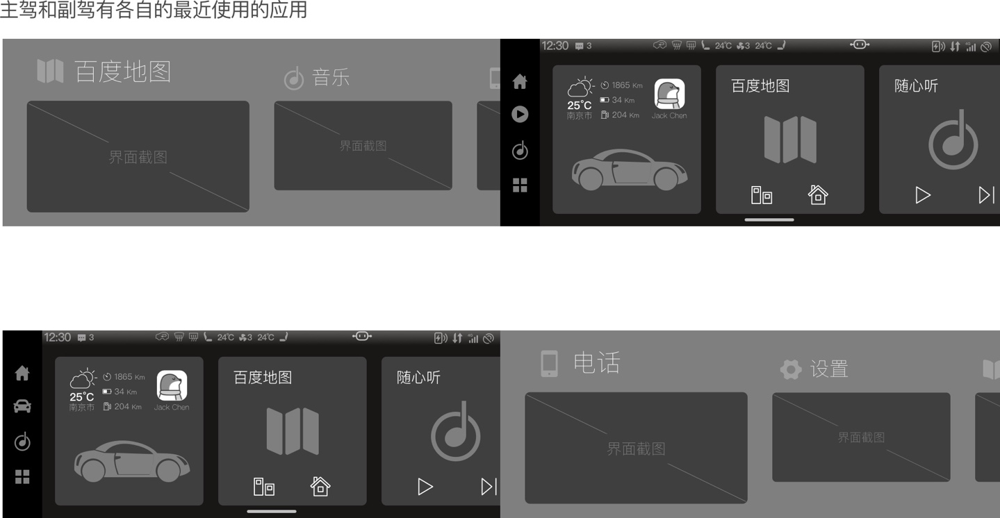 主驾和副驾有各自的最近使用的应用
百度地图
音乐
界面截图
界面截图
12:30 3 24℃ 3 24℃ 4G
25°C
南京市
1865 Km
34 Km
204 Km
Jack Chen
百度地图
随心听
12:30 3 24℃ 3 24℃ 4G
25°C
南京市
1865 Km
34 Km
204 Km
Jack Chen
百度地图
随心听
电话
设置
界面截图
界面截图